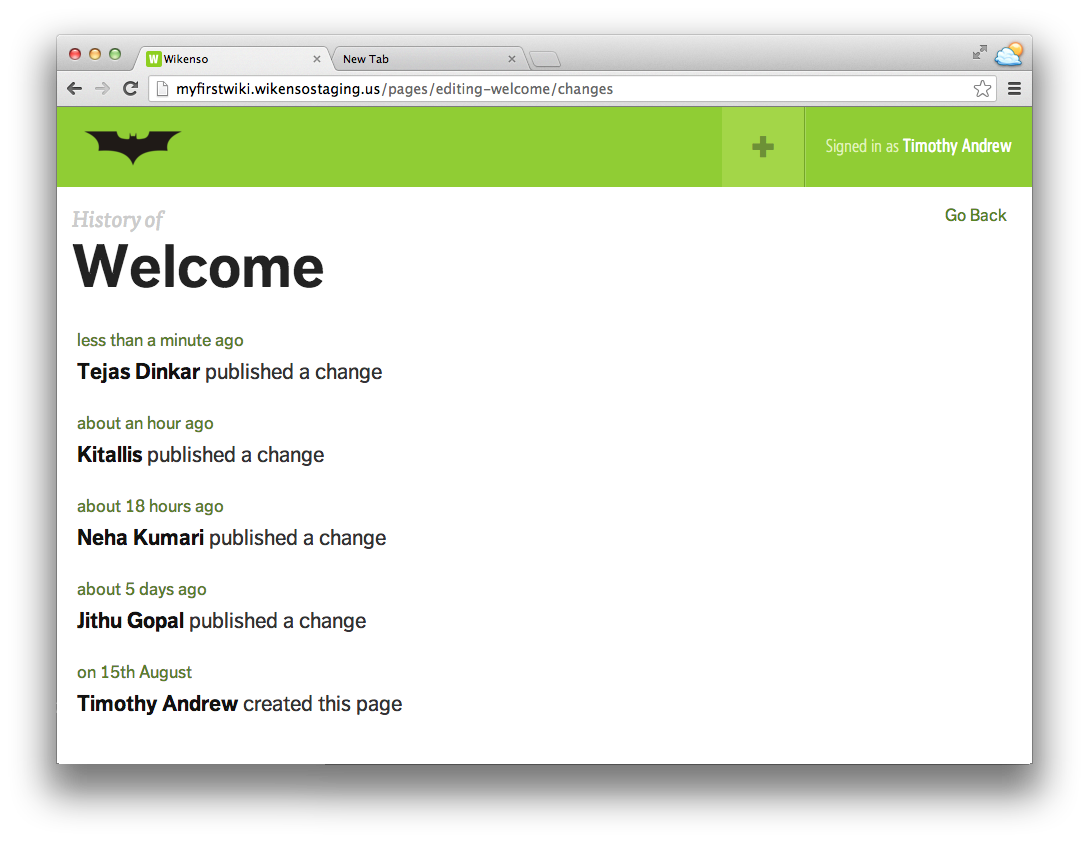 W Wikenso
New Tab
myfirstwiki.wikensostaging.us/pages/editing-welcome/changes
Signed in as Timothy Andrew
History of
Go Back
Welcome
less than a minute ago
Tejas Dinkar published a change
about an hour ago
Kitallis published a change
about 18 hours ago
Neha Kumari published a change
about 5 days ago
Jithu Gopal published a change
on 15th August
Timothy Andrew created this page